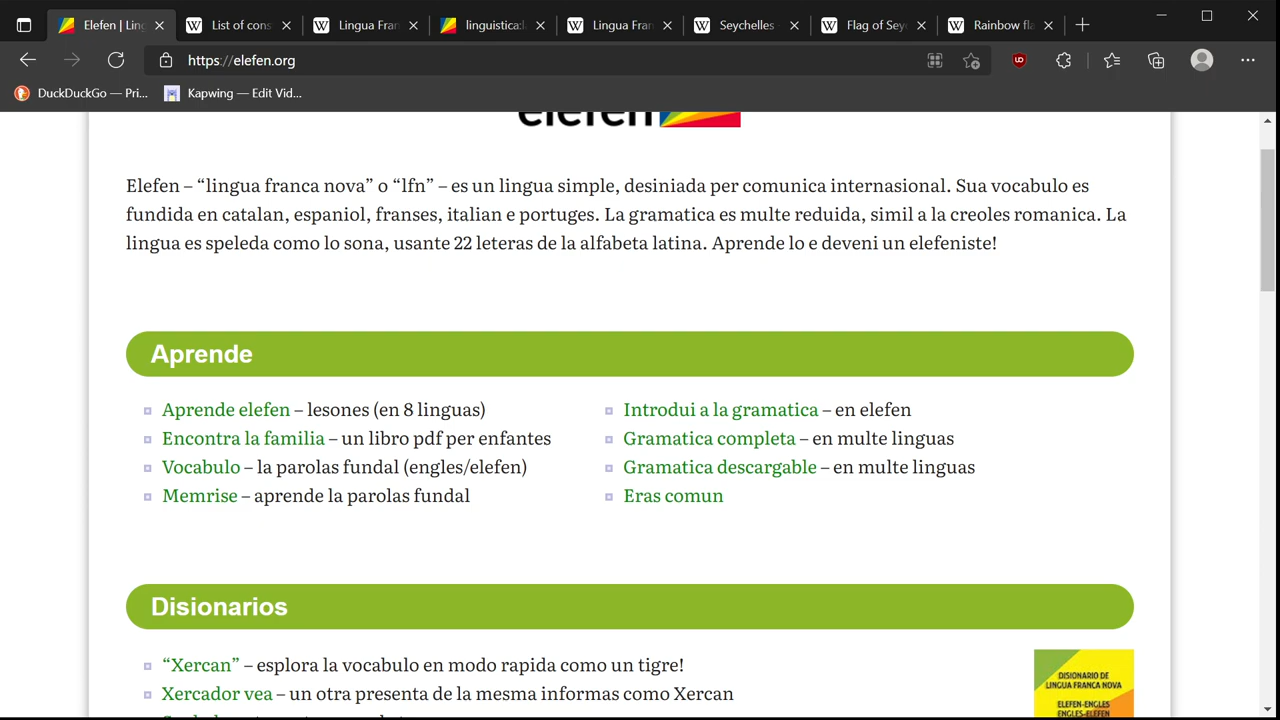 Elefen | Ling
List of cons
Lingua Fran
linguistica:l
Lingua Fran
Seychelles -
Flag of Sey
Rainbow fla
https://elefen.org
DuckDuckGo — Pri...
Kapwing — Edit Vid...
elefen
Elefen – “lingua franca nova” o “lfn” – es un lingua simple, desiniada per comunica internasional. Sua vocabulo es
fundida en catalan, espaniol, franses, italian e portuges. La gramatica es multe reduida, simil a la creoles romanica. La
lingua es speleda como lo sona, usante 22 leteras de la alfabeta latina. Aprende lo e deveni un elefeniste!
Aprende
Aprende elefen – lesones (en 8 linguas)
Encontra la familia – un libro pdf per enfantes
Vocabulo – la parolas fundal (engles/elefen)
Memrise – aprende la parolas fundal
Introdui a la gramatica – en elefen
Gramatica completa – en multe linguas
Gramatica descargable – en multe linguas
Eras comun
Disionarios
“Xercan” – esplora la vocabulo en modo rapida como un tigre!
Xercador vea – un otra presenta de la mesma informas como Xercan
DISIONARIO DE
LINGUA FRANCA NOVA
ELEFEN-ENGLES
ENGLES-ELEFEN